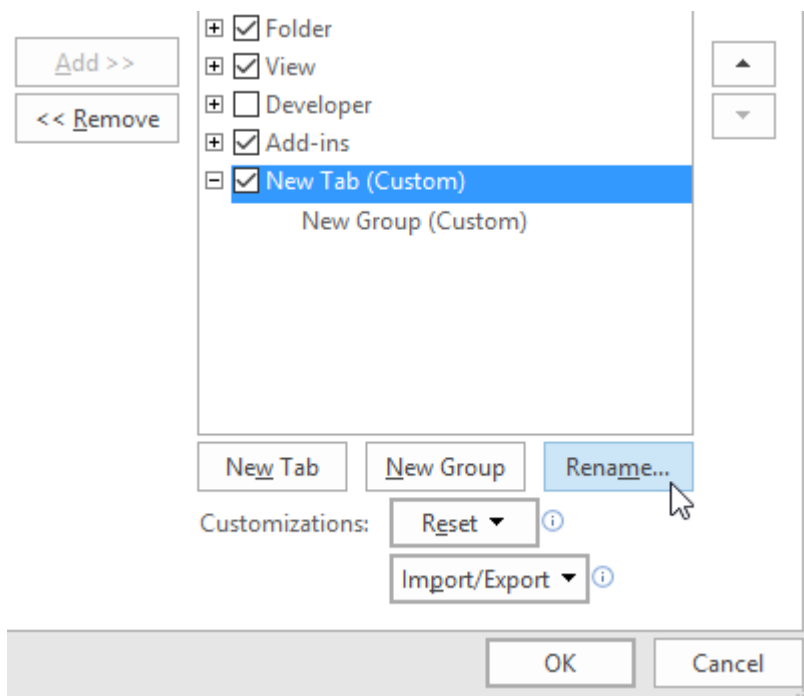 Folder
Add >>
View
<< Remove
Developer
Add-ins
New Tab (Custom)
New Group (Custom)
New Tab New Group Rename...
Customizations: Reset
Import/Export
OK Cancel